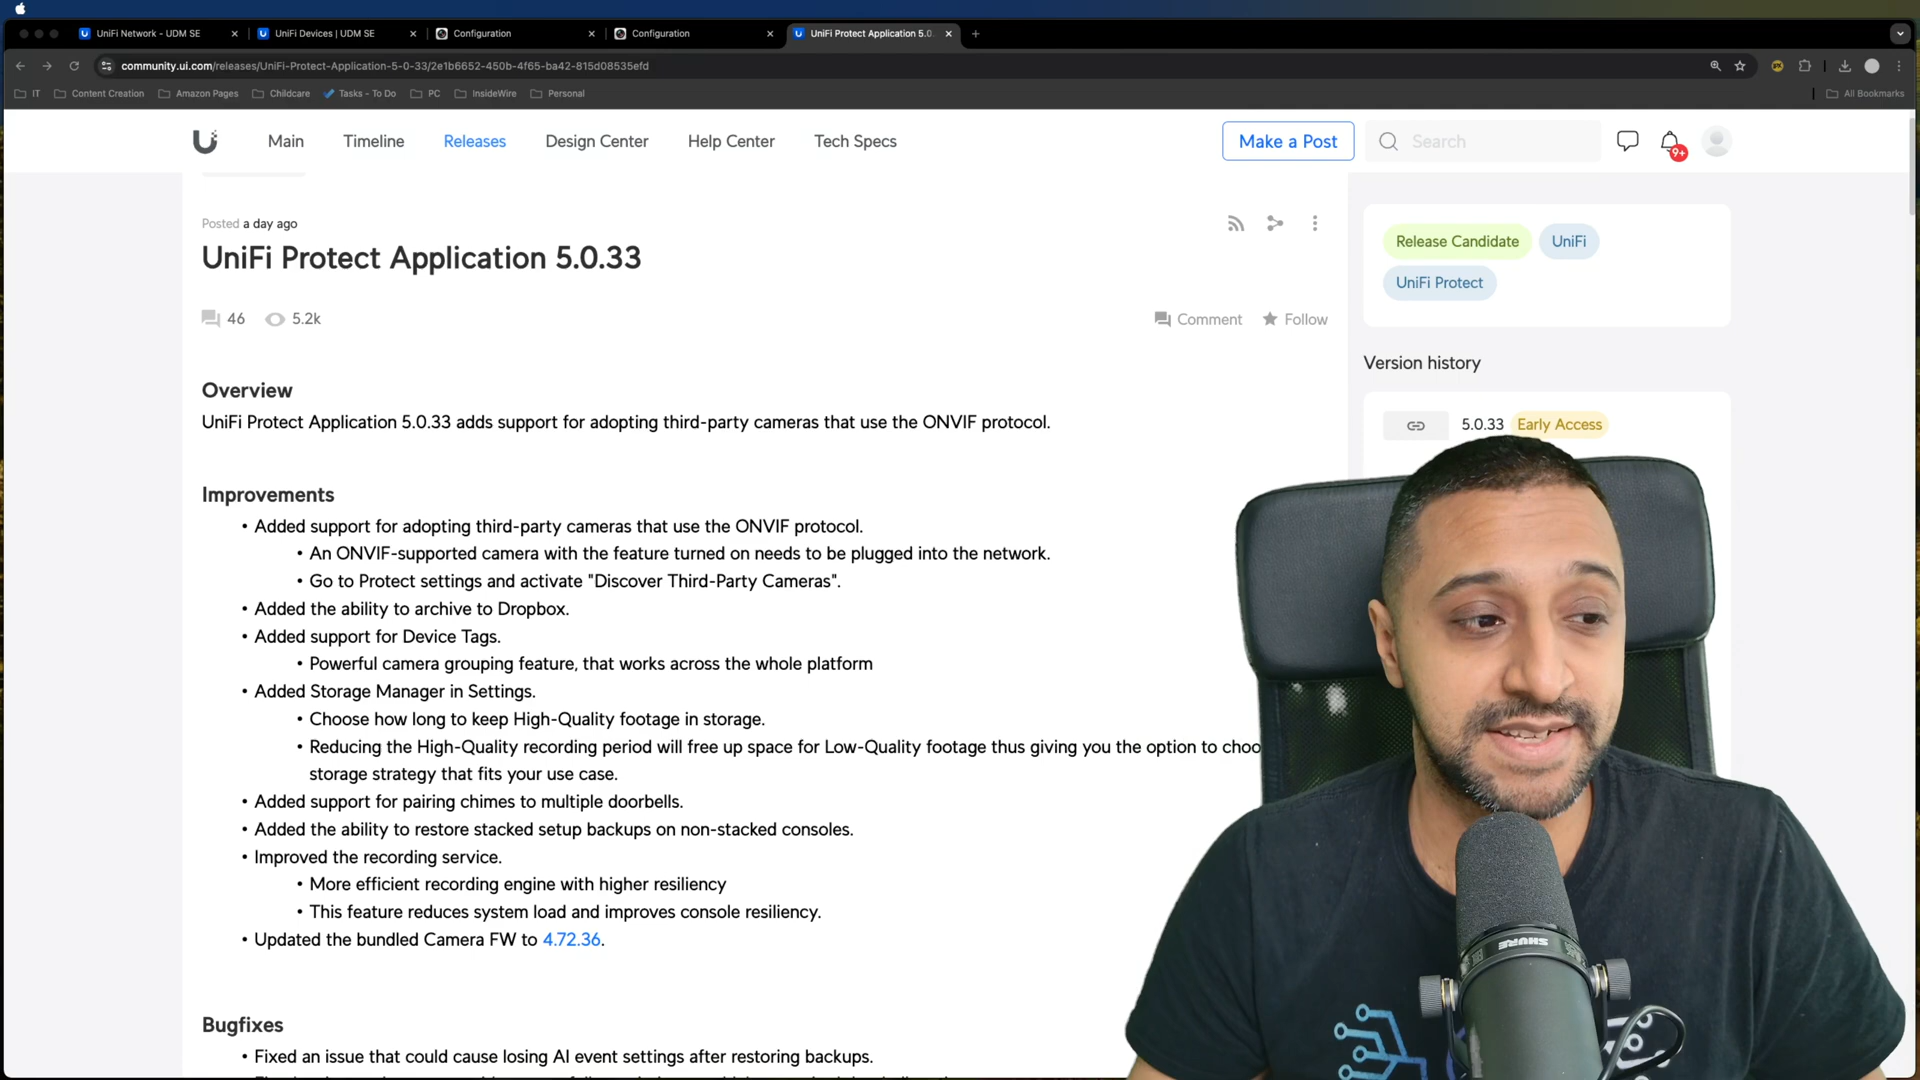 UniFi Network - UDM SE
UniFi Devices | UDM SE
Configuration
Configuration
UniFi Protect Application 5.0.
community.ui.com/releases/UniFi-Protect-Application-5-0-33/2e1b6652-450b-4f65-ba42-815d08535efd
IT
Content Creation
Amazon Pages
Childcare
Tasks - To Do
PC
InsideWire
Personal
All Bookmarks
Main
Timeline
Releases
Design Center
Help Center
Tech Specs
Make a Post
Search
9+
Posted a day ago
UniFi Protect Application 5.0.33
46
5.2k
Comment
Follow
Release Candidate
UniFi
UniFi Protect
Version history
5.0.33 Early Access
Overview
UniFi Protect Application 5.0.33 adds support for adopting third-party cameras that use the ONVIF protocol.
Improvements
• Added support for adopting third-party cameras that use the ONVIF protocol.
• An ONVIF-supported camera with the feature turned on needs to be plugged into the network.
• Go to Protect settings and activate "Discover Third-Party Cameras".
• Added the ability to archive to Dropbox.
• Added support for Device Tags.
• Powerful camera grouping feature, that works across the whole platform
• Added Storage Manager in Settings.
• Choose how long to keep High-Quality footage in storage.
• Reducing the High-Quality recording period will free up space for Low-Quality footage thus giving you the option to choo
storage strategy that fits your use case.
• Added support for pairing chimes to multiple doorbells.
• Added the ability to restore stacked setup backups on non-stacked consoles.
• Improved the recording service.
• More efficient recording engine with higher resiliency
• This feature reduces system load and improves console resiliency.
• Updated the bundled Camera FW to 4.72.36.
Bugfixes
• Fixed an issue that could cause losing AI event settings after restoring backups.
SHURE